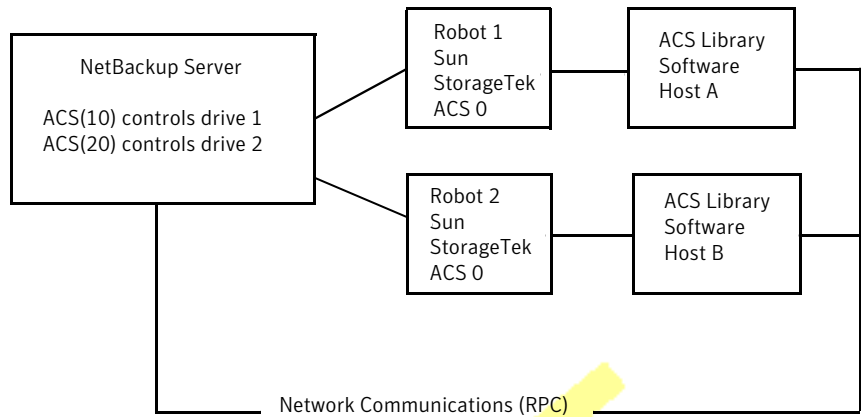 NetBackup Server
ACS(10) controls drive 1
ACS(20) controls drive 2
Robot 1
Sun
StorageTek
ACS 0
ACS Library
Software
Host A
Robot 2
Sun
StorageTek
ACS 0
ACS Library
Software
Host B
Network Communications (RPC)